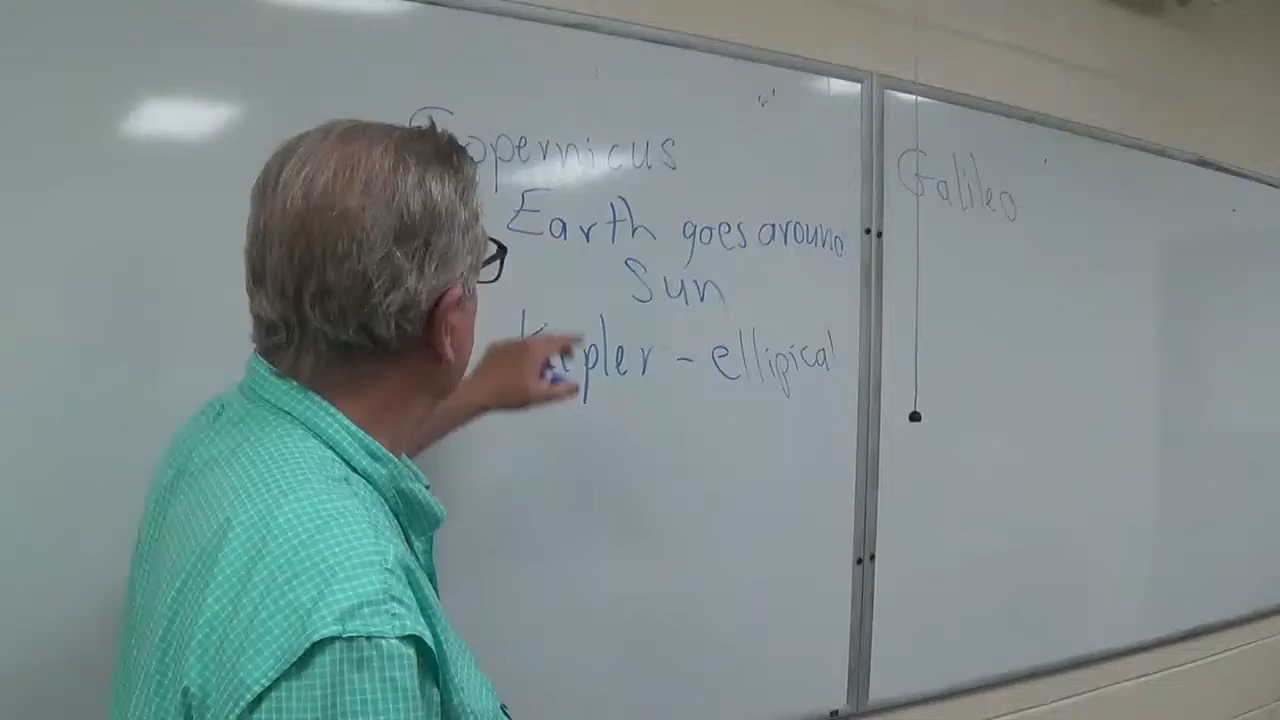 Copernicus
Earth goes around
Sun
Kepler - ellipical
Galileo